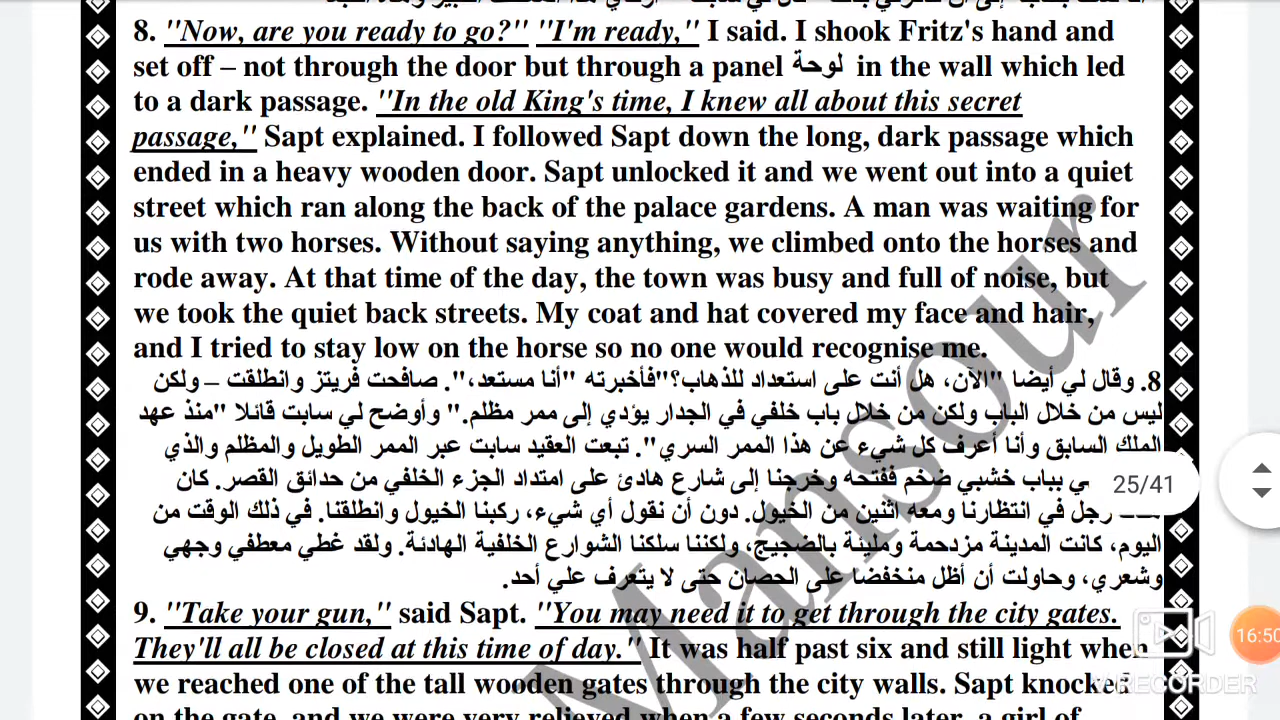 8. "Now, are you ready to go?" "I'm ready," I said. I shook Fritz's hand and
set off – not through the door but through a panel لوحة in the wall which led
to a dark passage. "In the old King's time, I knew all about this secret
passage," Sapt explained. I followed Sapt down the long, dark passage which
ended in a heavy wooden door. Sapt unlocked it and we went out into a quiet
street which ran along the back of the palace gardens. A man was waiting for
us with two horses. Without saying anything, we climbed onto the horses and
rode away. At that time of the day, the town was busy and full of noise, but
we took the quiet back streets. My coat and hat covered my face and hair,
and I tried to stay low on the horse so no one would recognise me.
8. وقال لي أيضا "الآن، هل أنت على استعداد للذهاب؟"فأخبرته "أنا مستعد،". صافحت فريتز وانطلقت – ولكن
ليس من خلال الباب ولكن من خلال باب خلفي في الجدار يؤدي إلى ممر مظلم." وأوضح لي سابت قائلا "منذ عهد
الملك السابق وأنا أعرف كل شيء عن هذا الممر السري". تبعت العقيد سابت عبر الممر الطويل والمظلم والذي
بباب خشبي ضخم ففتحه وخرجنا إلى شارع هادئ على امتداد الجزء الخلفي من حدائق القصر. كان
رجل في انتظارنا ومعه اثنين من الخيول. دون أن نقول أي شيء، ركبنا الخيول وانطلقنا. في ذلك الوقت من
اليوم، كانت المدينة مزدحمة ومليئة بالضجيج، ولكننا سلكنا الشوارع الخلفية الهادئة. ولقد غطي معطفي وجهي
وشعري، وحاولت أن أظل منخفضا على الحصان حتى لا يتعرف علي أحد.
25/41
9. "Take your gun," said Sapt. "You may need it to get through the city gates.
They'll all be closed at this time of day." It was half past six and still light when
we reached one of the tall wooden gates through the city walls. Sapt knocked
on the gate, and we were very relieved when a few seconds later, a girl of
Mansour
16:50
RECORDER